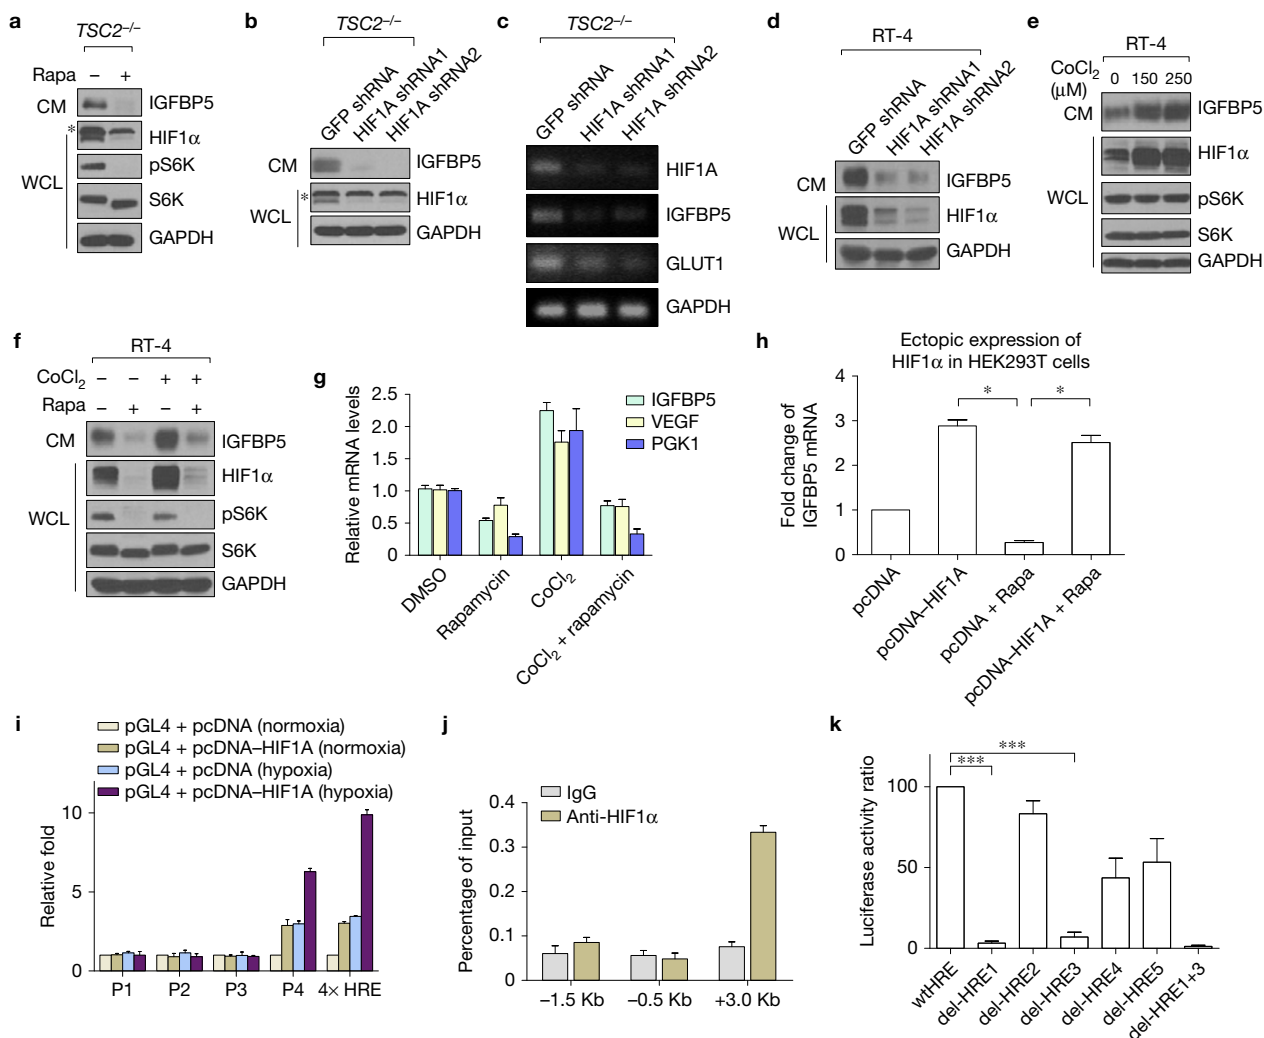 a
TSC2–/–
Rapa – +
CM IGFBP5
* HIF1α
WCL pS6K
S6K
GAPDH
b
TSC2–/–
GFP shRNA
HIF1A shRNA1
HIF1A shRNA2
CM IGFBP5
* HIF1α
WCL
GAPDH
c
TSC2–/–
GFP shRNA
HIF1A shRNA1
HIF1A shRNA2
HIF1A
IGFBP5
GLUT1
GAPDH
d
RT-4
GFP shRNA
HIF1A shRNA1
HIF1A shRNA2
CM IGFBP5
HIF1α
WCL
GAPDH
e
RT-4
CoCl2 (μM) 0 150 250
CM IGFBP5
HIF1α
WCL pS6K
S6K
GAPDH
f
RT-4
CoCl2 – – + +
Rapa – + – +
CM IGFBP5
HIF1α
WCL pS6K
S6K
GAPDH
g
Relative mRNA levels
2.5
2.0
1.5
1.0
0.5
0
IGFBP5
VEGF
PGK1
DMSO
Rapamycin
CoCl2
CoCl2 + rapamycin
h
Ectopic expression of
HIF1α in HEK293T cells
Fold change of
IGFBP5 mRNA
4
3
2
1
0
* *
pcDNA
pcDNA–HIF1A
pcDNA + Rapa
pcDNA–HIF1A + Rapa
i
pGL4 + pcDNA (normoxia)
pGL4 + pcDNA–HIF1A (normoxia)
pGL4 + pcDNA (hypoxia)
pGL4 + pcDNA–HIF1A (hypoxia)
Relative fold
10
5
0
P1 P2 P3 P4 4× HRE
j
IgG
Anti-HIF1α
Percentage of input
0.4
0.3
0.2
0.1
0
–1.5 Kb –0.5 Kb +3.0 Kb
k
Luciferase activity ratio
100
50
0
***
***
wtHRE
del-HRE1
del-HRE2
del-HRE3
del-HRE4
del-HRE5
del-HRE1+3